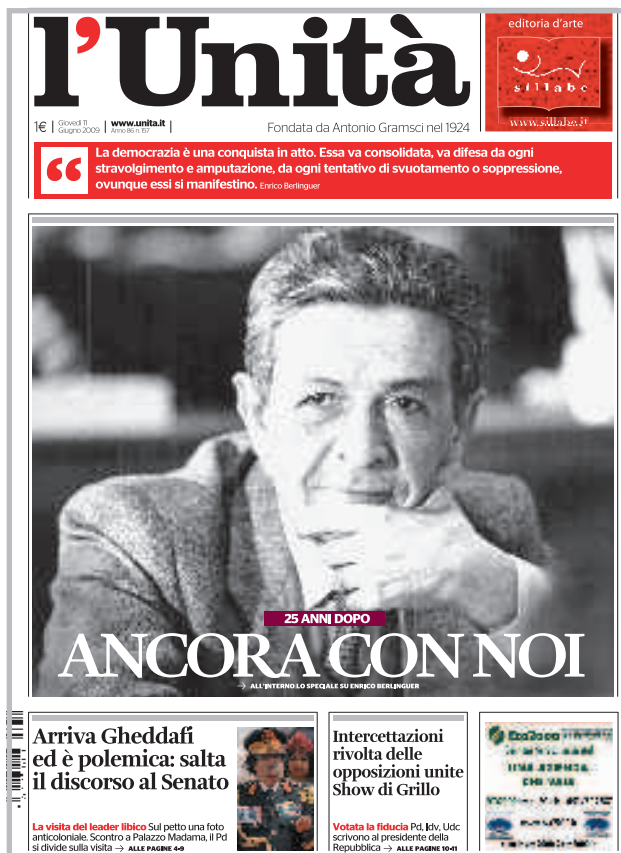 l'Unità
editoria d'arte
sillabe
www.sillabe.it
1€ | Giovedì 11 Giugno 2009 | www.unita.it Anno 86 n. 157 |
Fondata da Antonio Gramsci nel 1924
“
La democrazia è una conquista in atto. Essa va consolidata, va difesa da ogni
stravolgimento e amputazione, da ogni tentativo di svuotamento o soppressione,
ovunque essi si manifestino. Enrico Berlinguer
25 ANNI DOPO
ANCORA CON NOI
→ ALL'INTERNO LO SPECIALE SU ENRICO BERLINGUER
Arriva Gheddafi
ed è polemica: salta
il discorso al Senato
La visita del leader libico Sul petto una foto
anticoloniale. Scontro a Palazzo Madama, il Pd
si divide sulla visita → ALLE PAGINE 4-9
Intercettazioni
rivolta delle
opposizioni unite
Show di Grillo
Votata la fiducia Pd, Idv, Udc
scrivono al presidente della
Repubblica → ALLE PAGINE 10-11